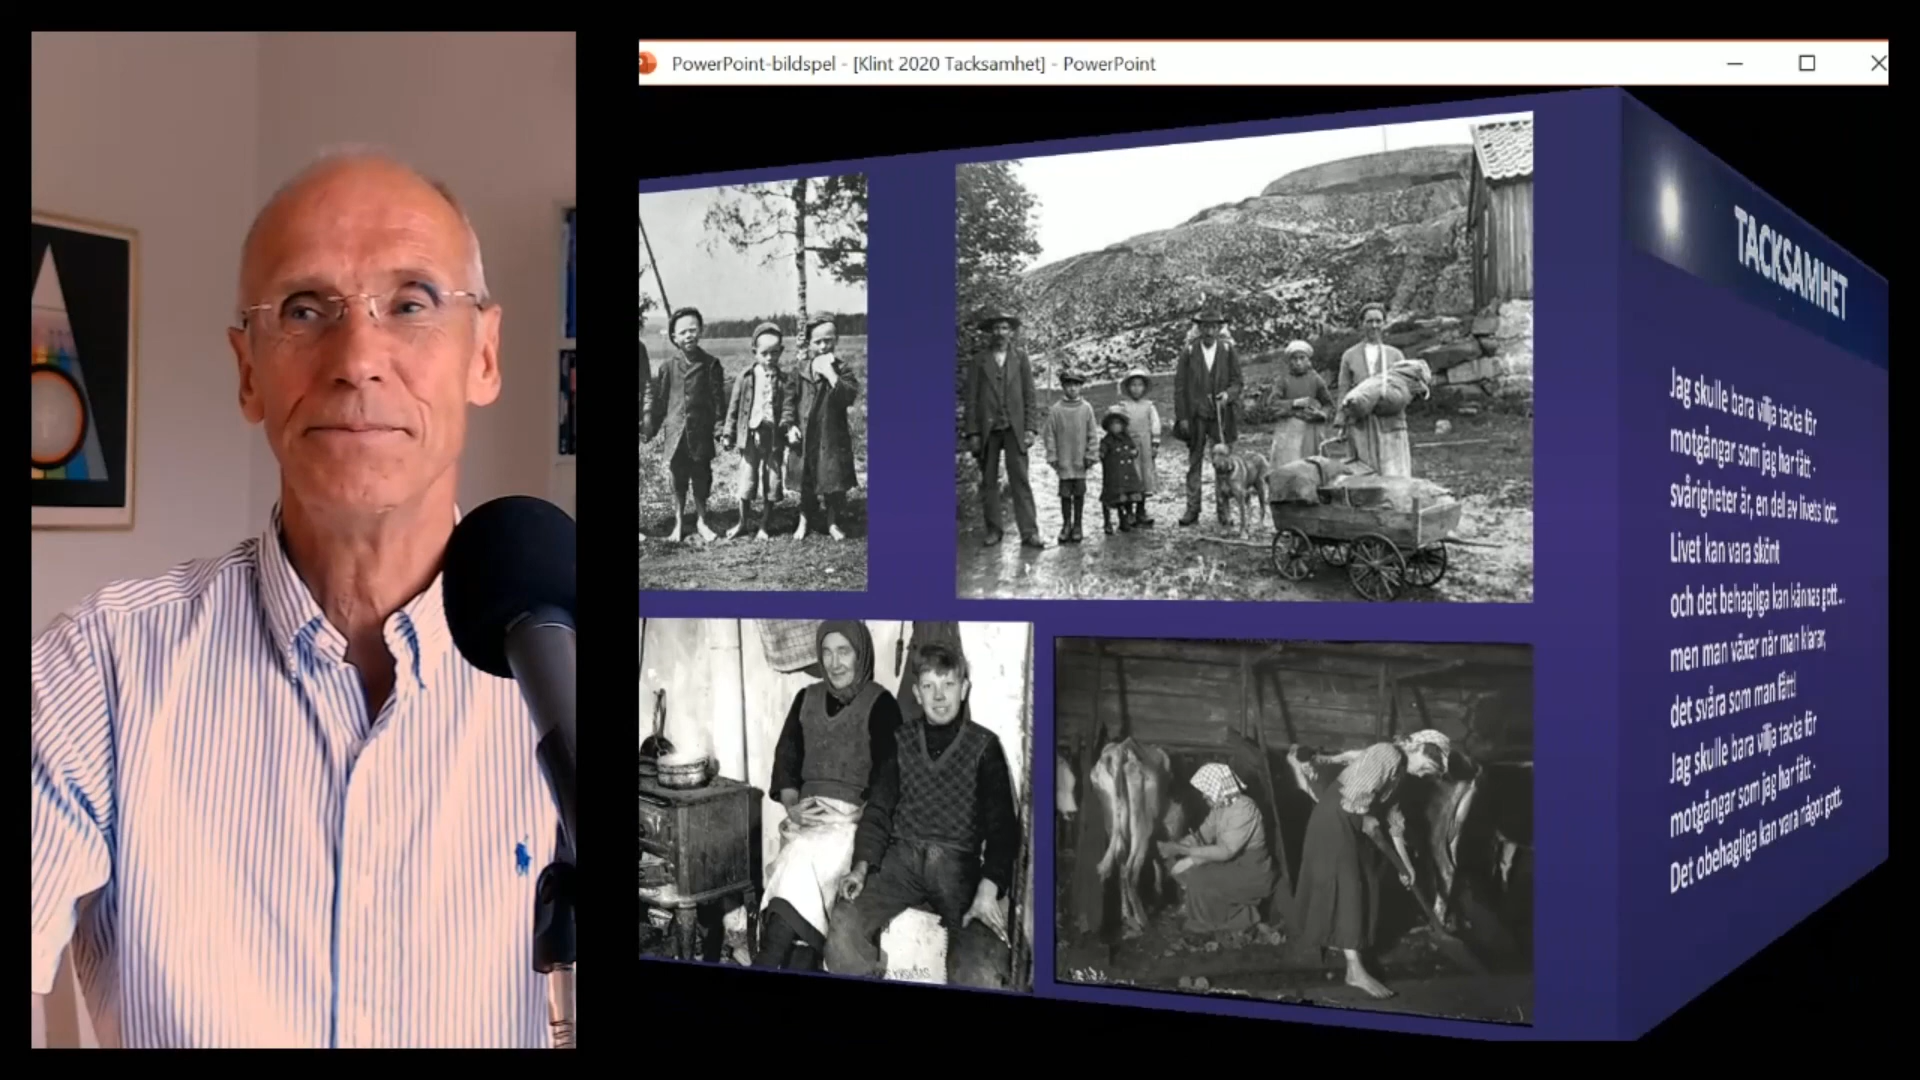 PowerPoint-bildspel - [Klint 2020 Tacksamhet] - PowerPoint
TACKSAMHET
Jag skulle bara vilja tacka för
motgångar som jag har fått -
svårigheter är, en del av livets lott.
Livet kan vara skönt
och det behagliga kan kännas gott...
men man växer när man klarar,
det svåra som man fått!
Jag skulle bara vilja tacka för
motgångar som jag har fått -
Det obehagliga kan vara något gott.